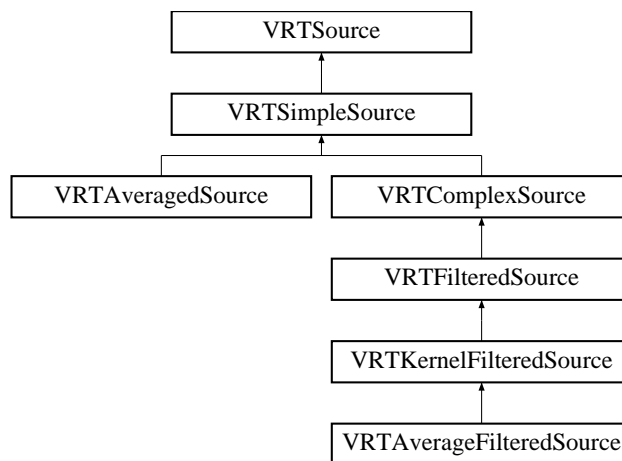 VRTSource
VRTSimpleSource
VRTAveragedSource
VRTComplexSource
VRTFilteredSource
VRTKernelFilteredSource
VRTAverageFilteredSource